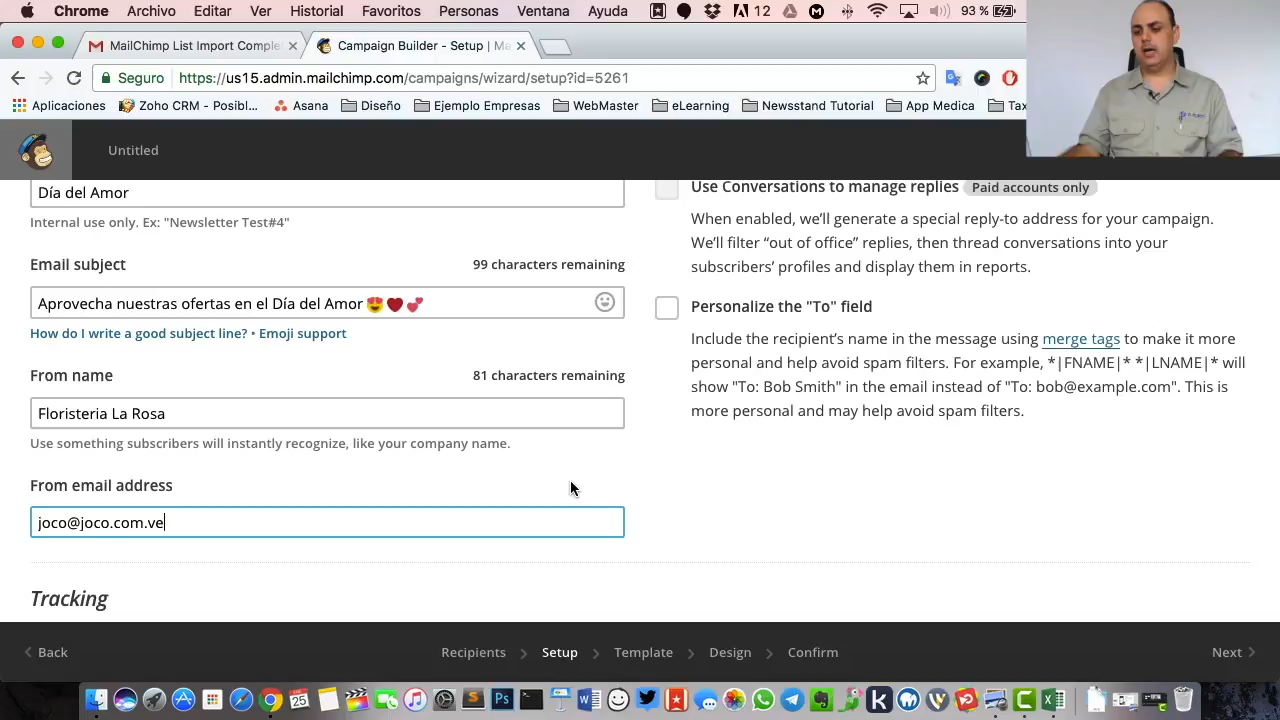 Chrome Archivo Editar Ver Historial Favoritos Personas Ventana Ayuda 12 93 %
MailChimp List Import Comple
Campaign Builder - Setup | Ma
Seguro https://us15.admin.mailchimp.com/campaigns/wizard/setup?id=5261
Aplicaciones Zoho CRM - Posibl... Asana Diseño Ejemplo Empresas WebMaster eLearning Newsstand Tutorial App Medica Tax
Untitled
Día del Amor
Internal use only. Ex: "Newsletter Test#4"
Email subject 99 characters remaining
Aprovecha nuestras ofertas en el Día del Amor 😍❤️💕
How do I write a good subject line? • Emoji support
From name 81 characters remaining
Floristeria La Rosa
Use something subscribers will instantly recognize, like your company name.
From email address
joco@joco.com.ve
Use Conversations to manage replies Paid accounts only
When enabled, we’ll generate a special reply-to address for your campaign.
We’ll filter “out of office” replies, then thread conversations into your
subscribers’ profiles and display them in reports.
Personalize the "To" field
Include the recipient’s name in the message using merge tags to make it more
personal and help avoid spam filters. For example, *|FNAME|* *|LNAME|* will
show "To: Bob Smith" in the email instead of "To: bob@example.com". This is
more personal and may help avoid spam filters.
Tracking
Back Recipients Setup Template Design Confirm Next